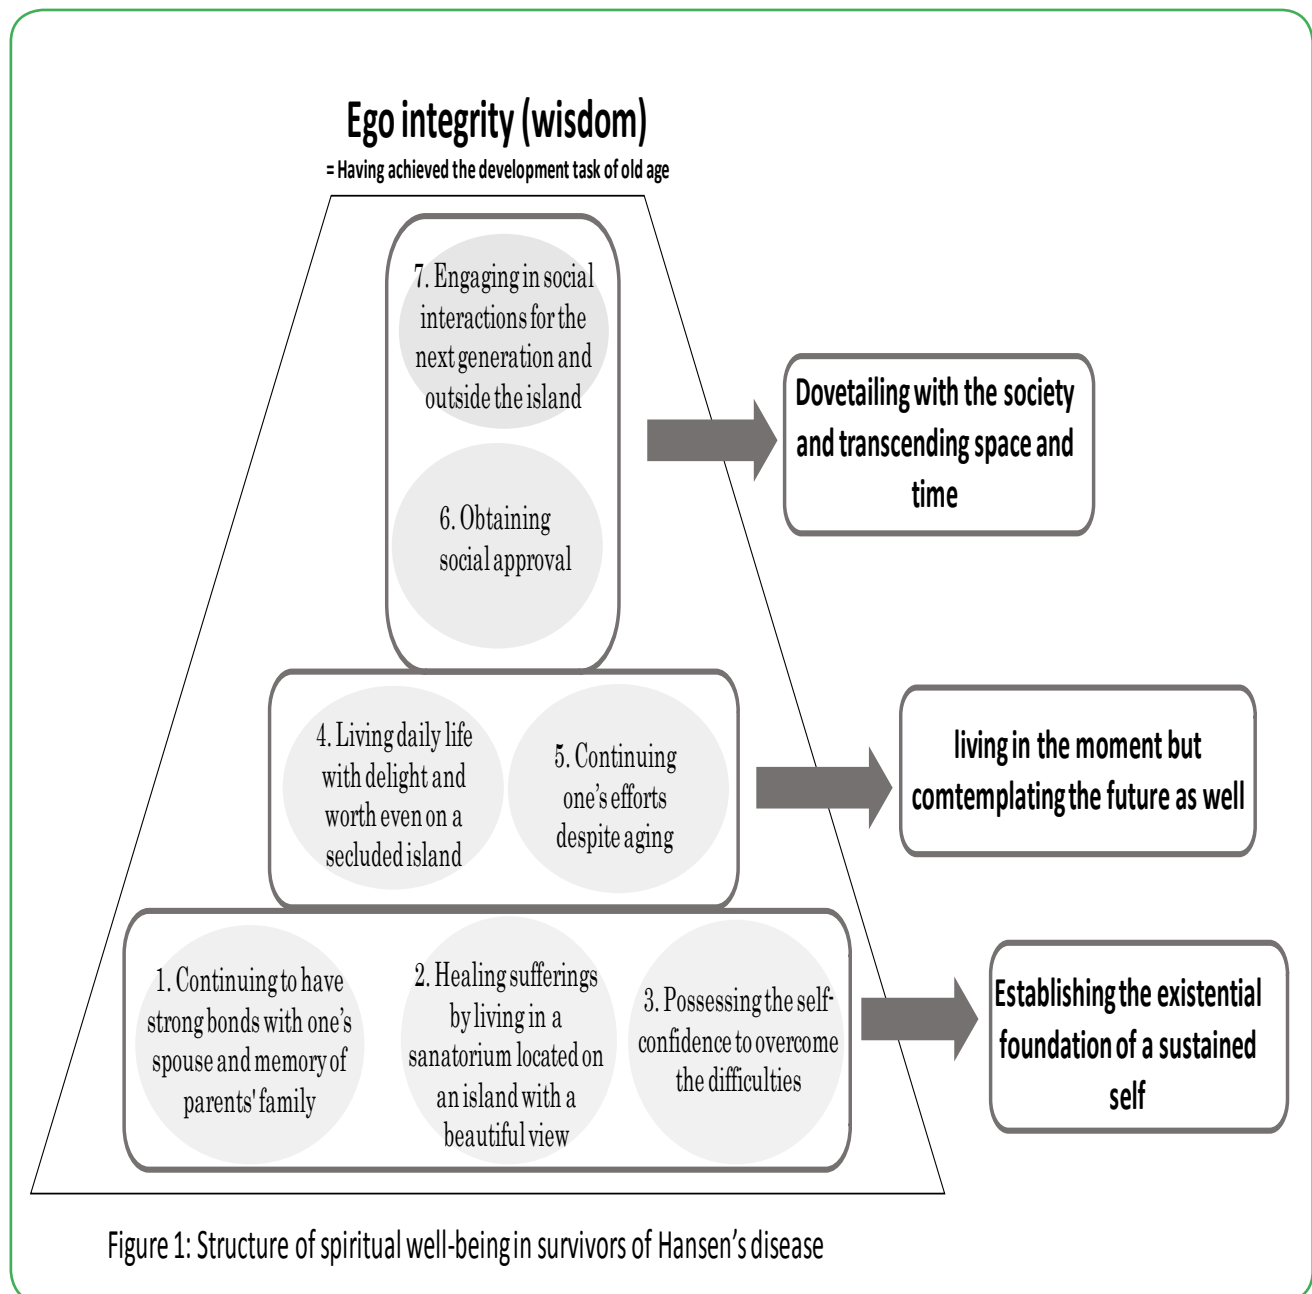 Ego integrity (wisdom)
= Having achieved the development task of old age
7. Engaging in social
interactions for the
next generation and
outside the island
6. Obtaining
social approval
Dovetailing with the society
and transcending space and
time
4. Living daily life
with delight and
worth even on a
secluded island
5. Continuing
one’s efforts
despite aging
living in the moment but
comtemplating the future as well
1. Continuing to have
strong bonds with one’s
spouse and memory of
parents' family
2. Healing sufferings
by living in a
sanatorium located on
an island with a
beautiful view
3. Possessing the self-
confidence to overcome
the difficulties
Establishing the existential
foundation of a sustained
self
Figure 1: Structure of spiritual well-being in survivors of Hansen’s disease